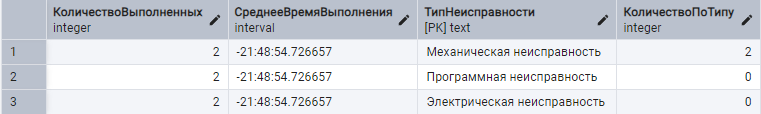 КоличествоВыполненных СреднееВремяВыполнения ТипНеисправности КоличествоПоТипу
integer interval [PK] text integer
1 2 -21:48:54.726657 Механическая неисправность 2
2 2 -21:48:54.726657 Программная неисправность 0
3 2 -21:48:54.726657 Электрическая неисправность 0